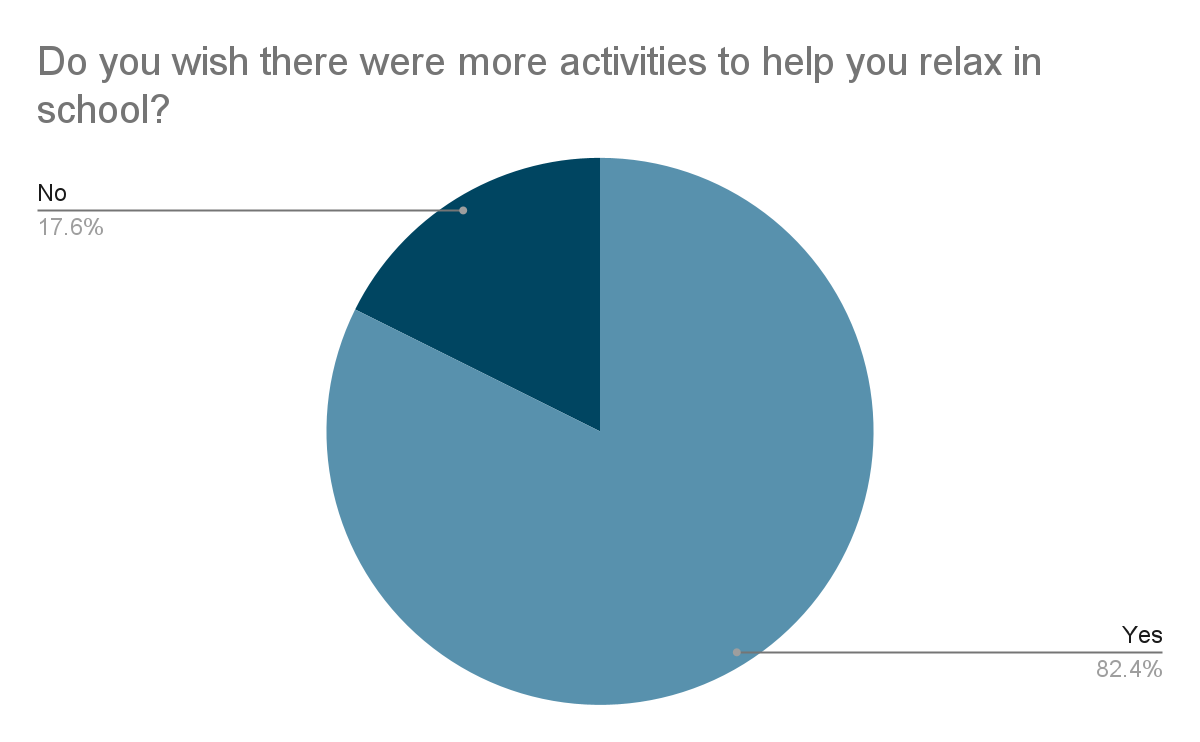 Do you wish there were more activities to help you relax in
school?
No
17.6%
Yes
82.4%